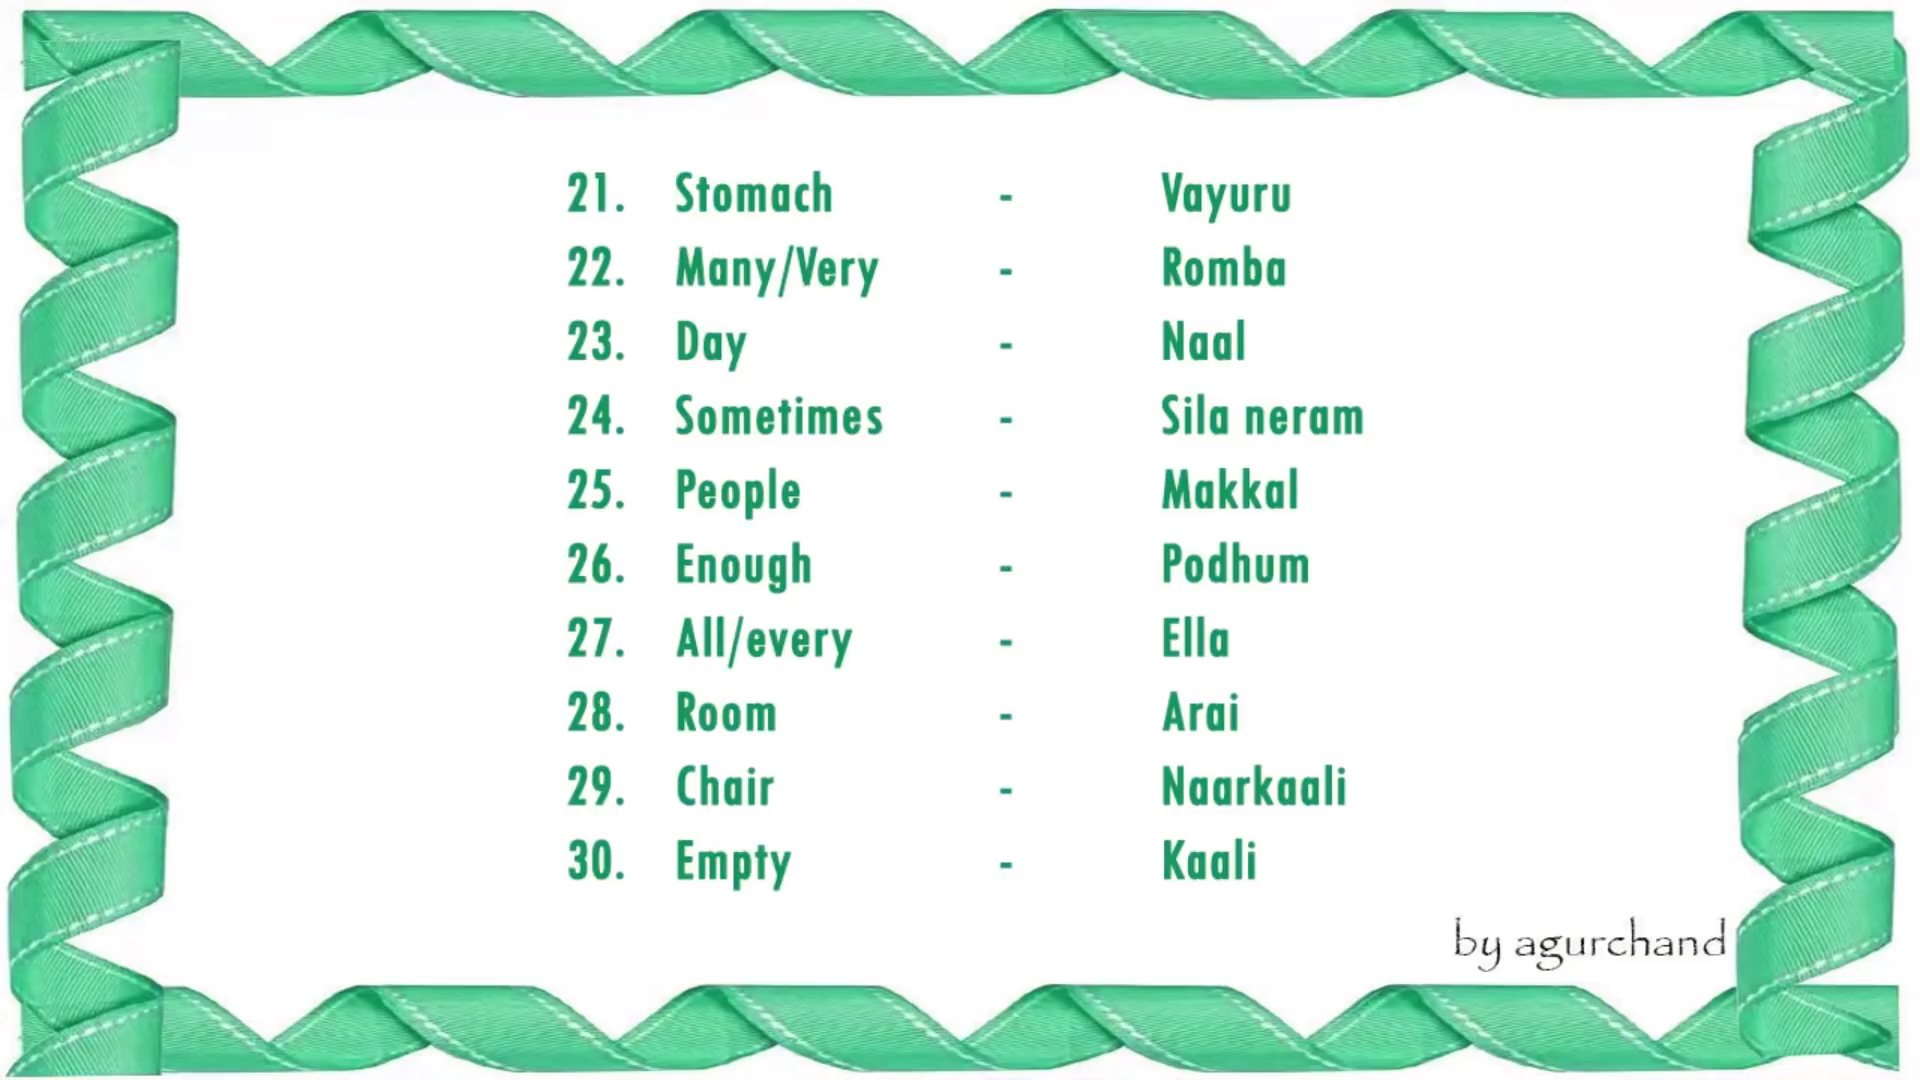 21. Stomach - Vayuru
22. Many/Very - Romba
23. Day - Naal
24. Sometimes - Sila neram
25. People - Makkal
26. Enough - Podhum
27. All/every - Ella
28. Room - Arai
29. Chair - Naarkaali
30. Empty - Kaali
by agurchand